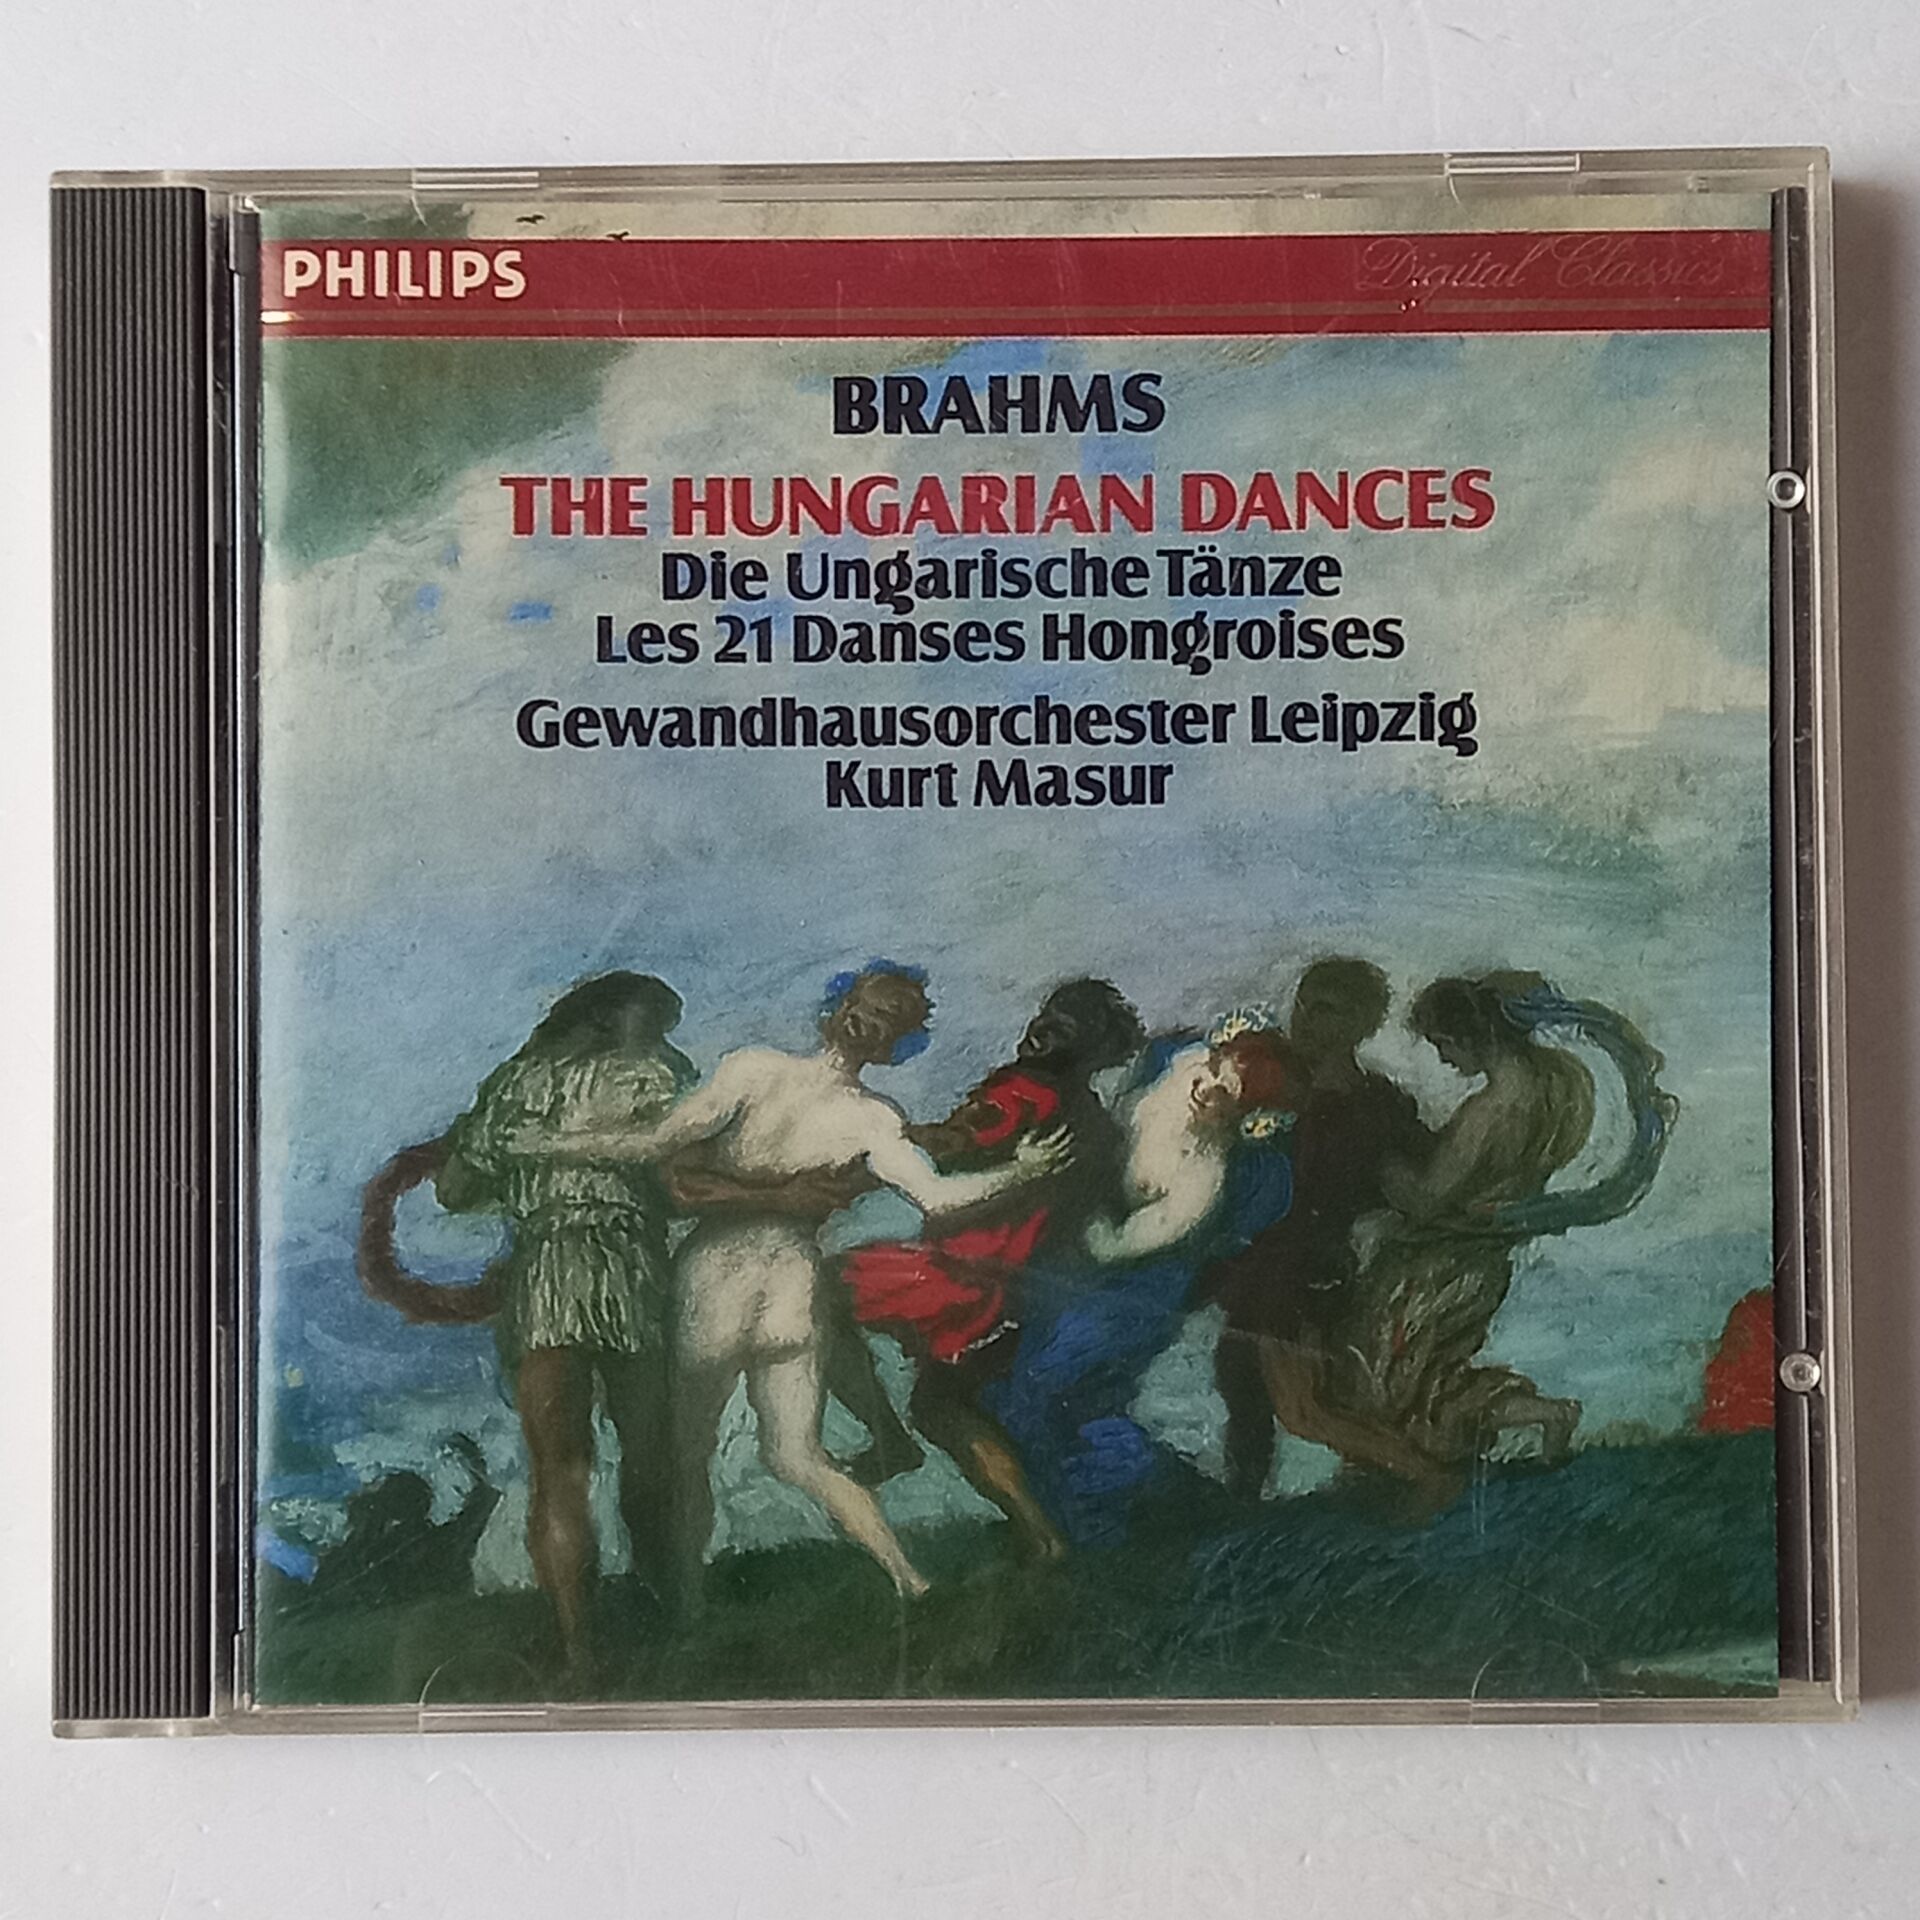 PHILIPS
Digital Classics
BRAHMS
THE HUNGARIAN DANCES
Die Ungarische Tänze
Les 21 Danses Hongroises
Gewandhausorchester Leipzig
Kurt Masur